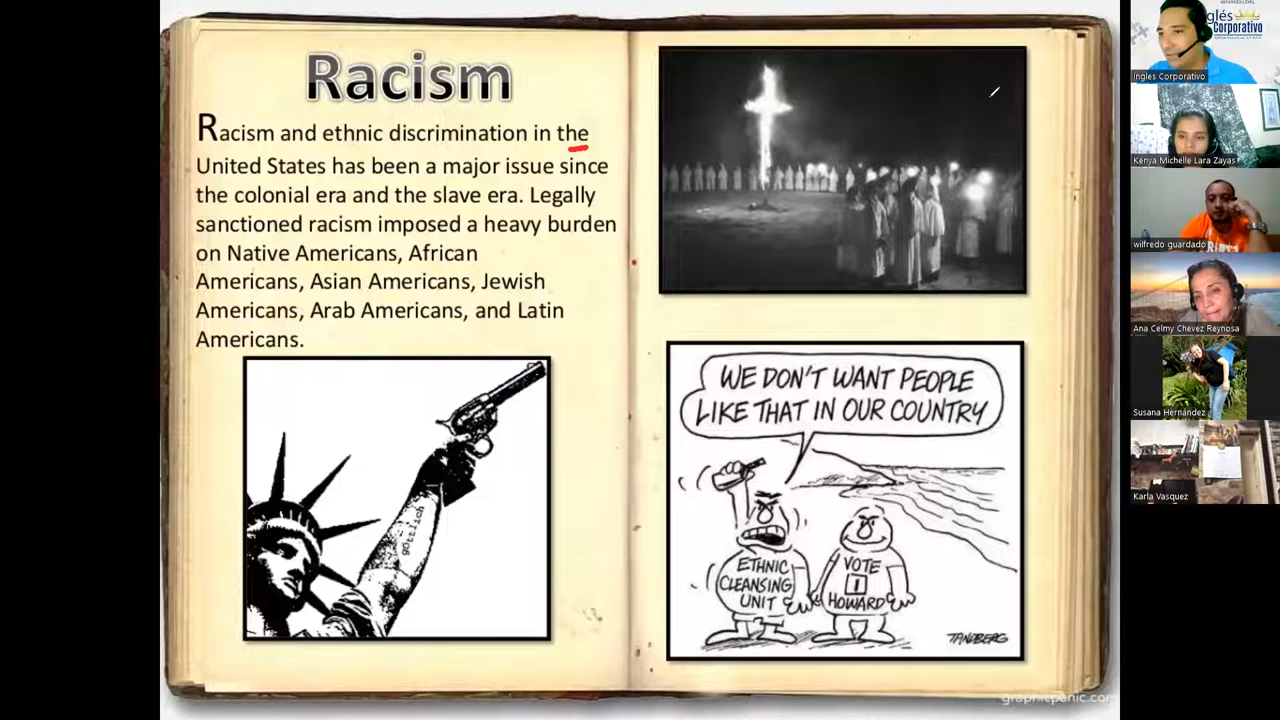 Racism
Racism and ethnic discrimination in the
United States has been a major issue since
the colonial era and the slave era. Legally
sanctioned racism imposed a heavy burden
on Native Americans, African
Americans, Asian Americans, Jewish
Americans, Arab Americans, and Latin
Americans.
WE DON'T WANT PEOPLE
LIKE THAT IN OUR COUNTRY
ETHNIC
CLEANSING
UNIT
VOTE
1
HOWARD
TANDBERG
graphicpanic.com
glés
Corporativo
Ingles Corporativo
Kenya Michelle Lara Zayas
wilfredo guardado
Ana Celmy Chevez Reynosa
Susana Hernández
Karla Vasquez